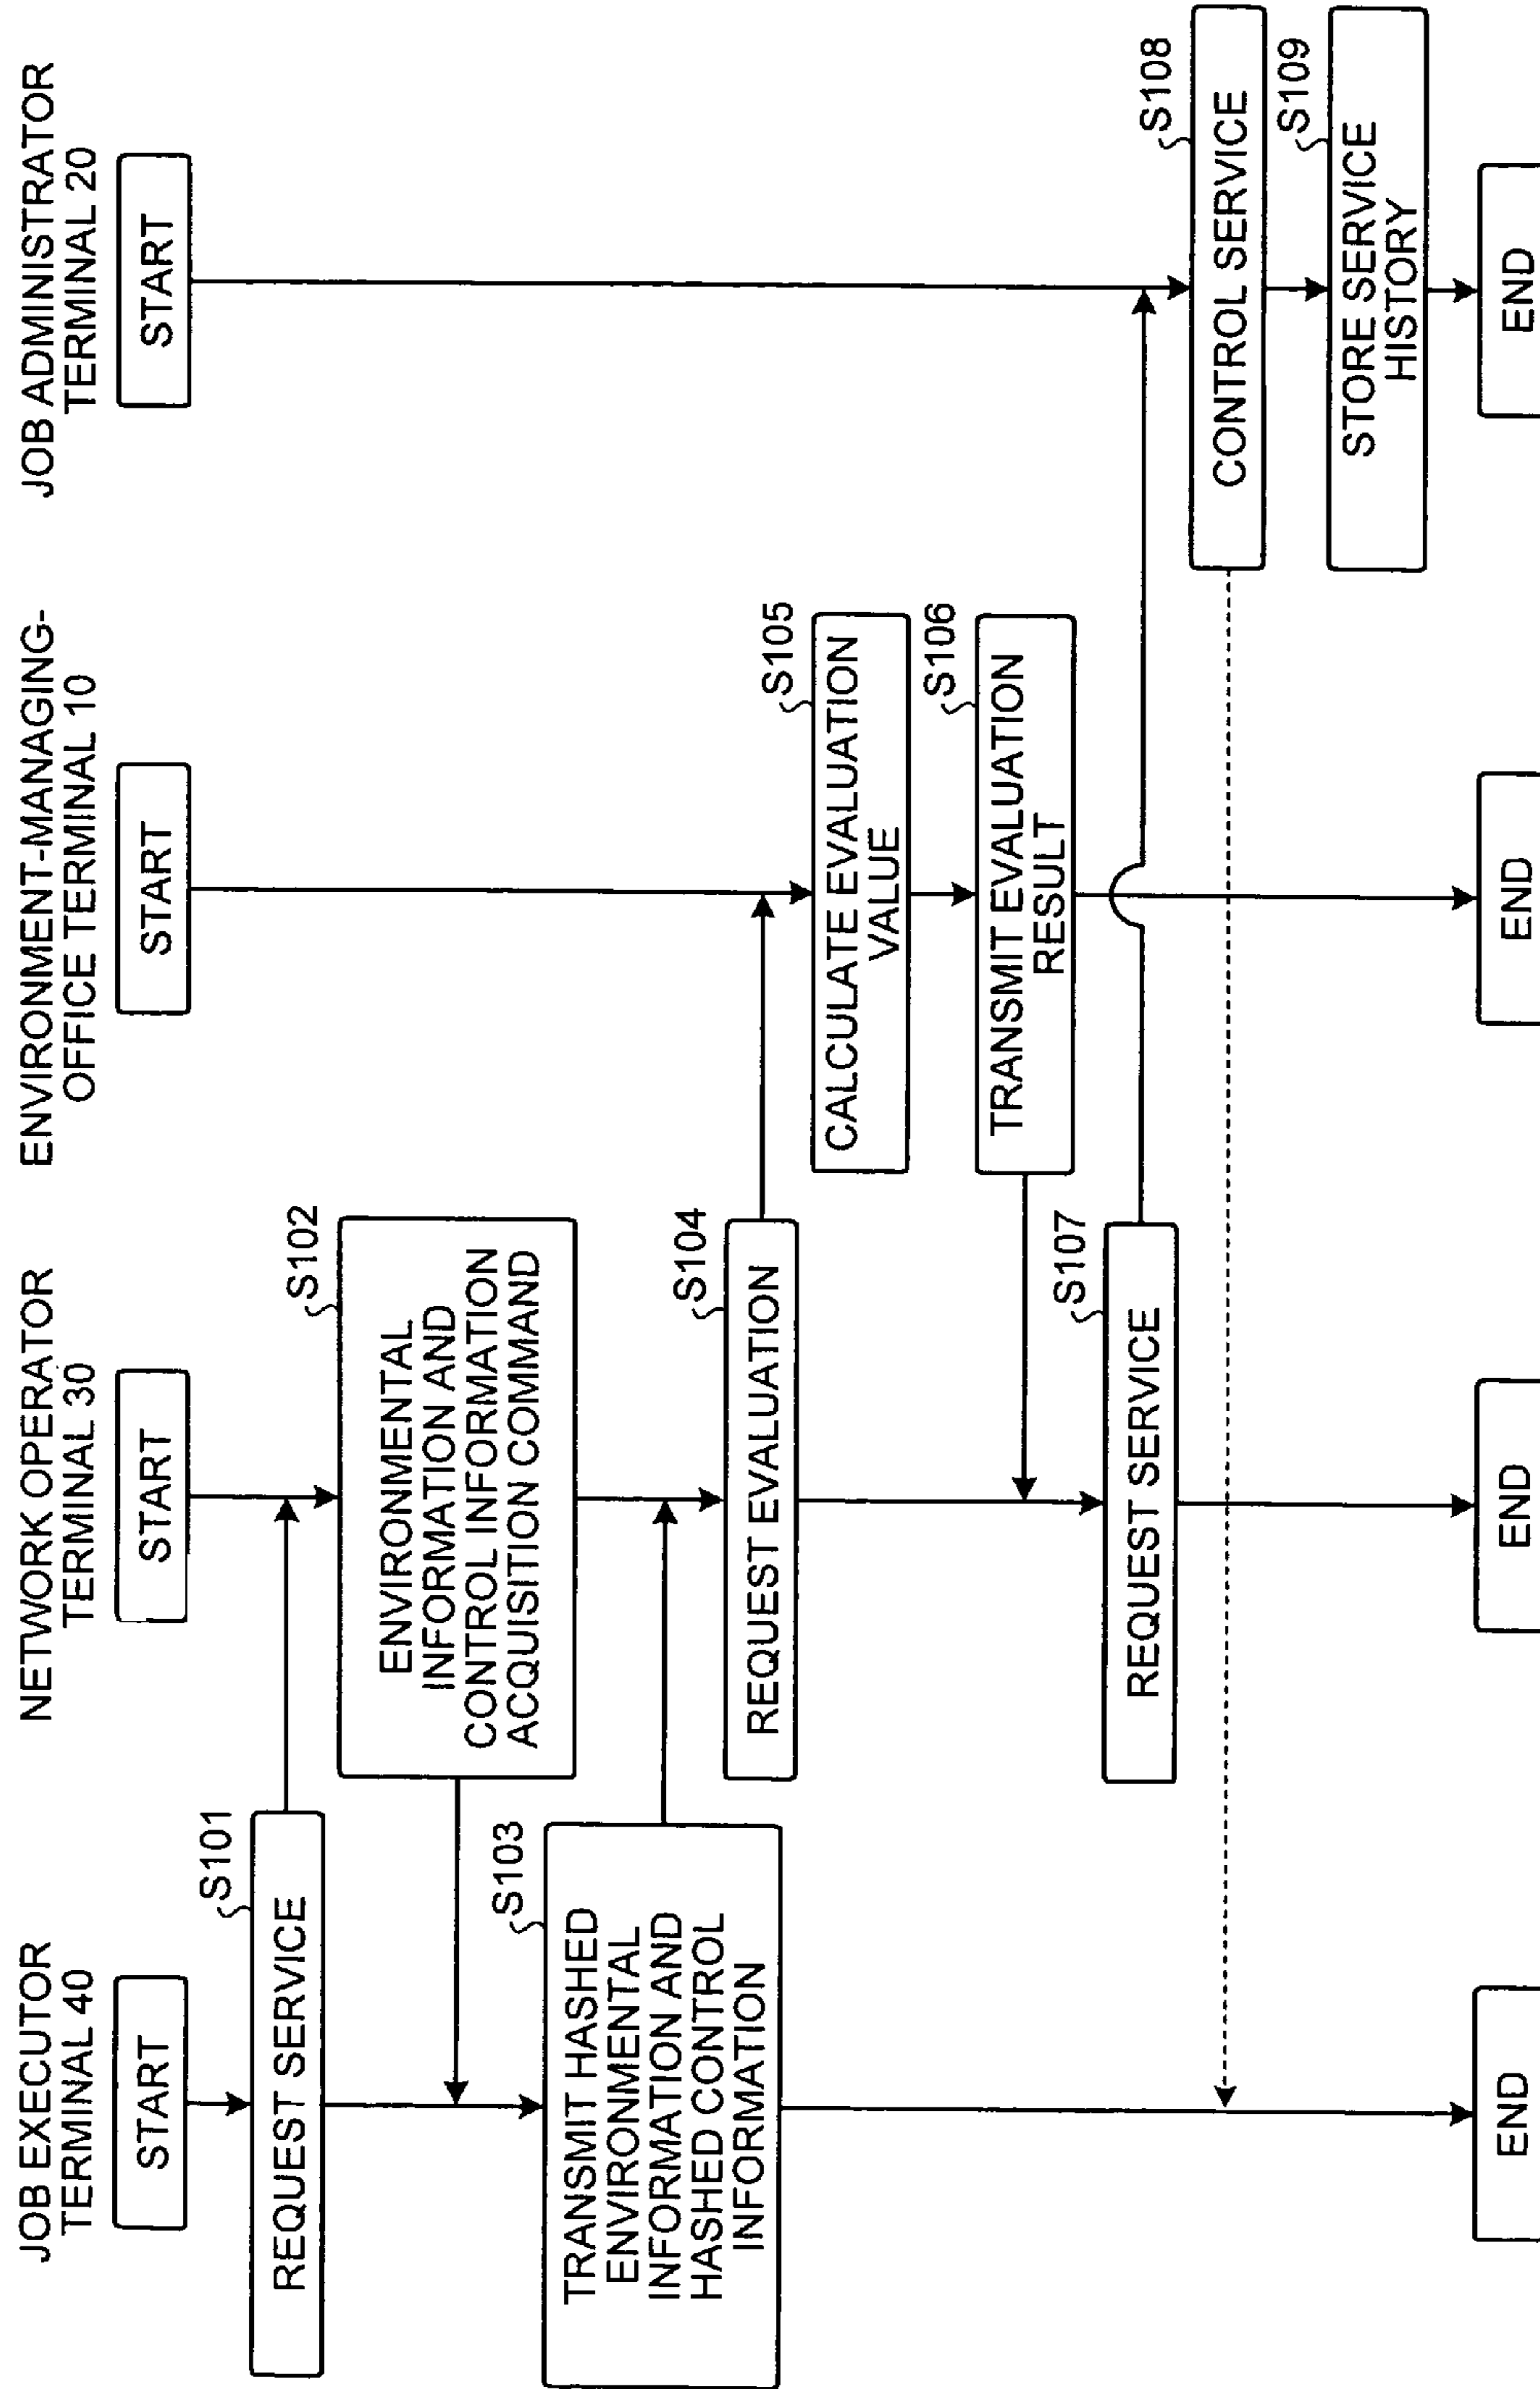 JOB EXECUTOR
TERMINAL 40
START
S101
REQUEST SERVICE
S103
TRANSMIT HASHED
ENVIRONMENTAL
INFORMATION AND
HASHED CONTROL
INFORMATION
END
NETWORK OPERATOR
TERMINAL 30
START
S102
ENVIRONMENTAL
INFORMATION AND
CONTROL INFORMATION
ACQUISITION COMMAND
S104
REQUEST EVALUATION
S107
REQUEST SERVICE
END
ENVIRONMENT-MANAGING-
OFFICE TERMINAL 10
START
S105
CALCULATE EVALUATION
VALUE
S106
TRANSMIT EVALUATION
RESULT
END
JOB ADMINISTRATOR
TERMINAL 20
START
S108
CONTROL SERVICE
S109
STORE SERVICE
HISTORY
END